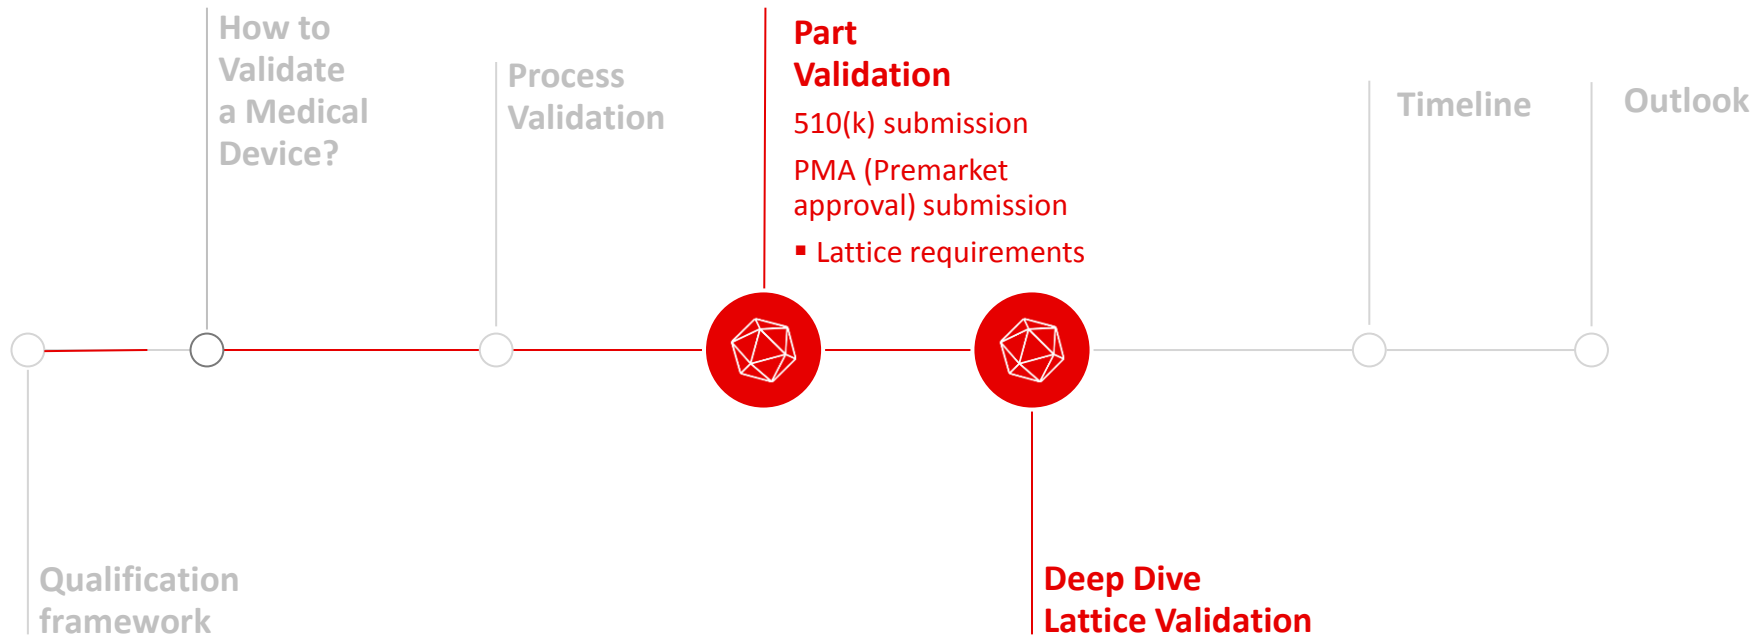 How to
Validate
a Medical
Device?
Process
Validation
Part
Validation
510(k) submission
PMA (Premarket
approval) submission
▪ Lattice requirements
Timeline
Outlook
Qualification
framework
Deep Dive
Lattice Validation